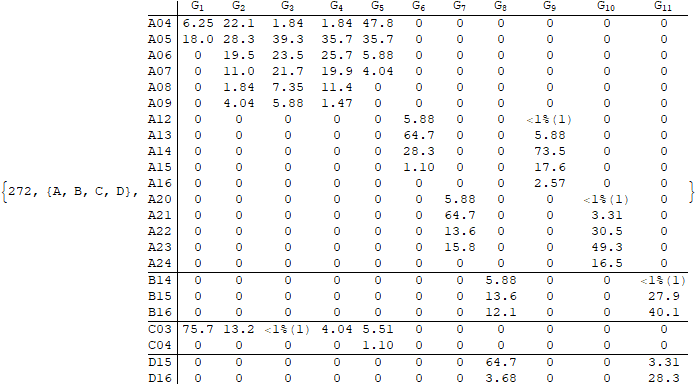 G1 G2 G3 G4 G5 G6 G7 G8 G9 G10 G11
A04 6.25 22.1 1.84 1.84 47.8 0 0 0 0 0 0
A05 18.0 28.3 39.3 35.7 35.7 0 0 0 0 0 0
A06 0 19.5 23.5 25.7 5.88 0 0 0 0 0 0
A07 0 11.0 21.7 19.9 4.04 0 0 0 0 0 0
A08 0 1.84 7.35 11.4 0 0 0 0 0 0 0
A09 0 4.04 5.88 1.47 0 0 0 0 0 0 0
A12 0 0 0 0 0 5.88 0 0 <1%(1) 0 0
A13 0 0 0 0 0 64.7 0 0 5.88 0 0
A14 0 0 0 0 0 28.3 0 0 73.5 0 0
A15 0 0 0 0 0 1.10 0 0 17.6 0 0
A16 0 0 0 0 0 0 0 0 2.57 0 0
{272, {A, B, C, D}, A20 0 0 0 0 0 0 5.88 0 0 <1%(1) 0 }
A21 0 0 0 0 0 0 64.7 0 0 3.31 0
A22 0 0 0 0 0 0 13.6 0 0 30.5 0
A23 0 0 0 0 0 0 15.8 0 0 49.3 0
A24 0 0 0 0 0 0 0 0 0 16.5 0
B14 0 0 0 0 0 0 0 5.88 0 0 <1%(1)
B15 0 0 0 0 0 0 0 13.6 0 0 27.9
B16 0 0 0 0 0 0 0 12.1 0 0 40.1
C03 75.7 13.2 <1%(1) 4.04 5.51 0 0 0 0 0 0
C04 0 0 0 0 1.10 0 0 0 0 0 0
D15 0 0 0 0 0 0 0 64.7 0 0 3.31
D16 0 0 0 0 0 0 0 3.68 0 0 28.3